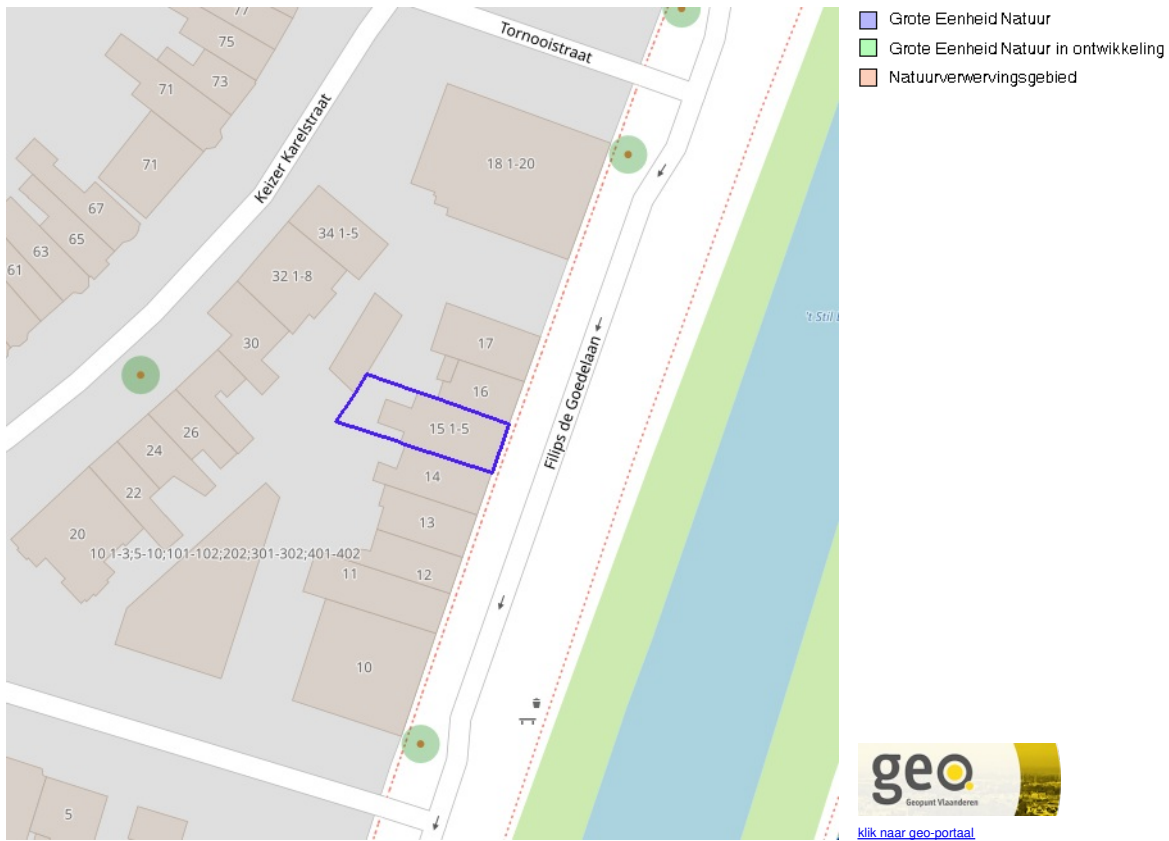 77
75
73
71
71
67
65
63
61
Tornooistraat
Keizer Karelstraat
18 1-20
34 1-5
32 1-8
30
17
16
15 1-5
14
13
12
11
10
26
24
22
20
10 1-3;5-10;101-102;202;301-302;401-402
5
Filips de Goedelaan
't Stil
Grote Eenheid Natuur
Grote Eenheid Natuur in ontwikkeling
Natuurverwervingsgebied
geo.
Geopunt Vlaanderen
klik naar geo-portaal